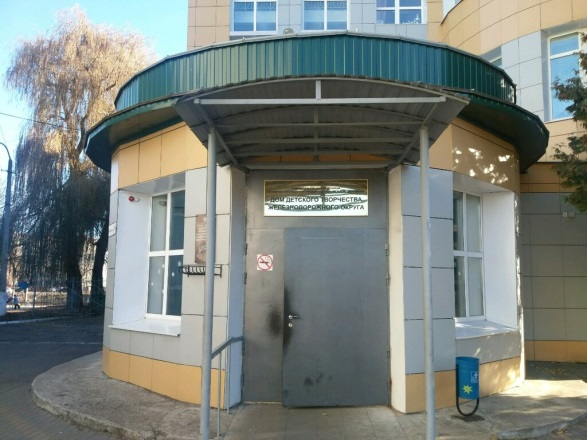 ДОМ ДЕТСКОГО ТВОРЧЕСТВА
ЖЕЛЕЗНОДОРОЖНОГО ОКРУГА